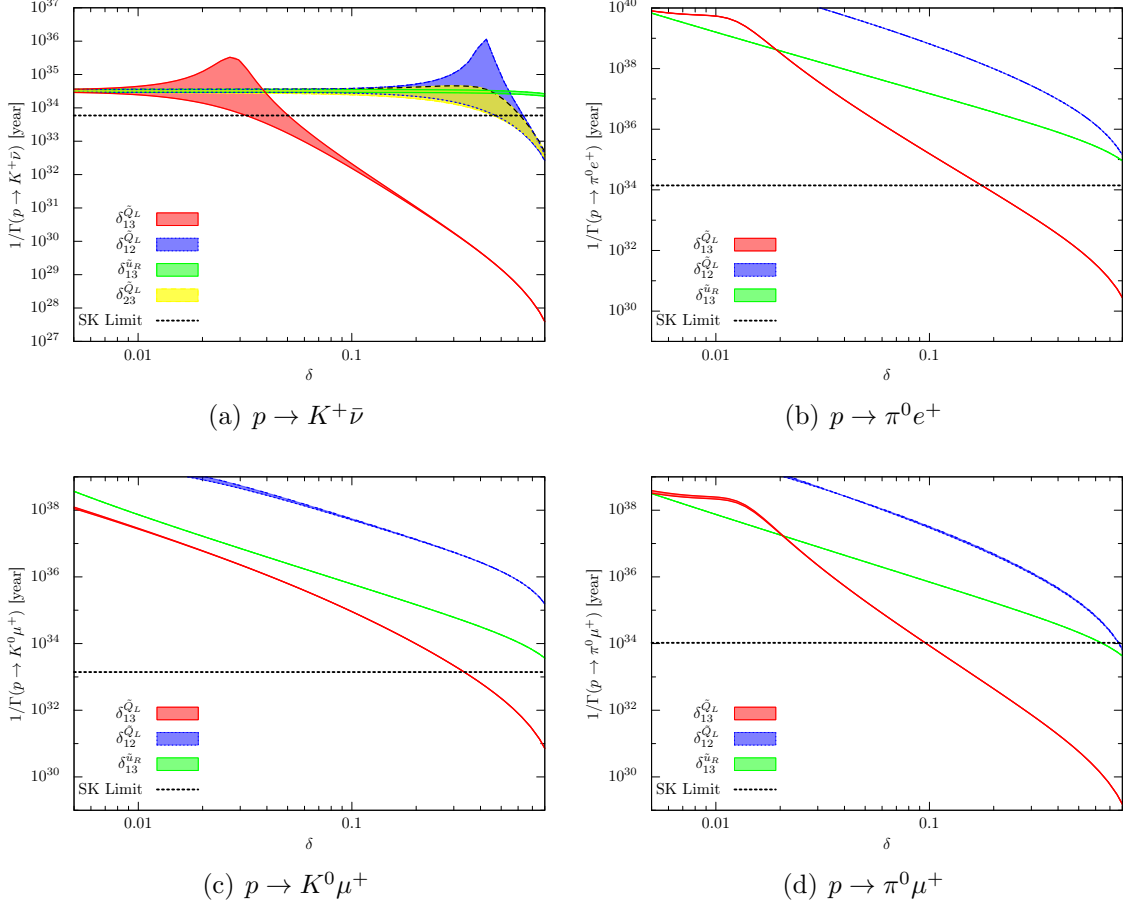 10^37
10^36
10^35
10^34
10^33
10^32
10^31
10^30
10^29
10^28
10^27
1/Γ(p → K^+ν̄) [year]
δ_13^{Q̃_L}
δ_12^{Q̃_L}
δ_13^{ũ_R}
δ_23^{Q̃_L}
SK Limit
0.01
0.1
δ
(a) p → K^+ν̄
10^40
10^38
10^36
10^34
10^32
10^30
1/Γ(p → π^0e^+) [year]
δ_13^{Q̃_L}
δ_12^{Q̃_L}
δ_13^{ũ_R}
SK Limit
0.01
0.1
δ
(b) p → π^0e^+
10^38
10^36
10^34
10^32
10^30
1/Γ(p → K^0μ^+) [year]
δ_13^{Q̃_L}
δ_12^{Q̃_L}
δ_13^{ũ_R}
SK Limit
0.01
0.1
δ
(c) p → K^0μ^+
10^38
10^36
10^34
10^32
10^30
1/Γ(p → π^0μ^+) [year]
δ_13^{Q̃_L}
δ_12^{Q̃_L}
δ_13^{ũ_R}
SK Limit
0.01
0.1
δ
(d) p → π^0μ^+